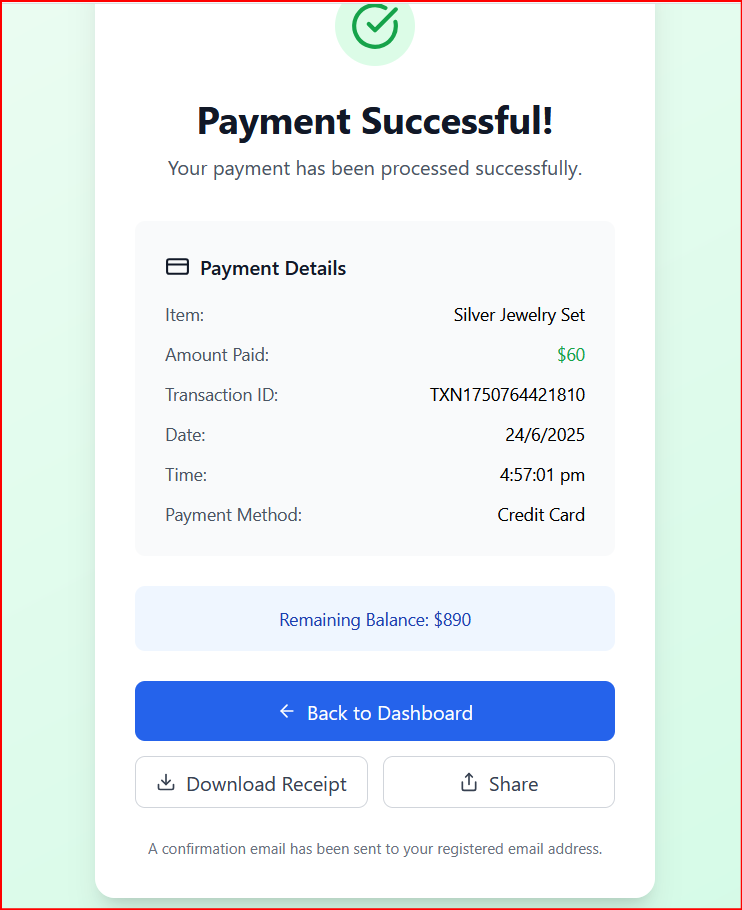 Payment Successful!
Your payment has been processed successfully.
Payment Details
Item: Silver Jewelry Set
Amount Paid: $60
Transaction ID: TXN1750764421810
Date: 24/6/2025
Time: 4:57:01 pm
Payment Method: Credit Card
Remaining Balance: $890
Back to Dashboard
Download Receipt Share
A confirmation email has been sent to your registered email address.